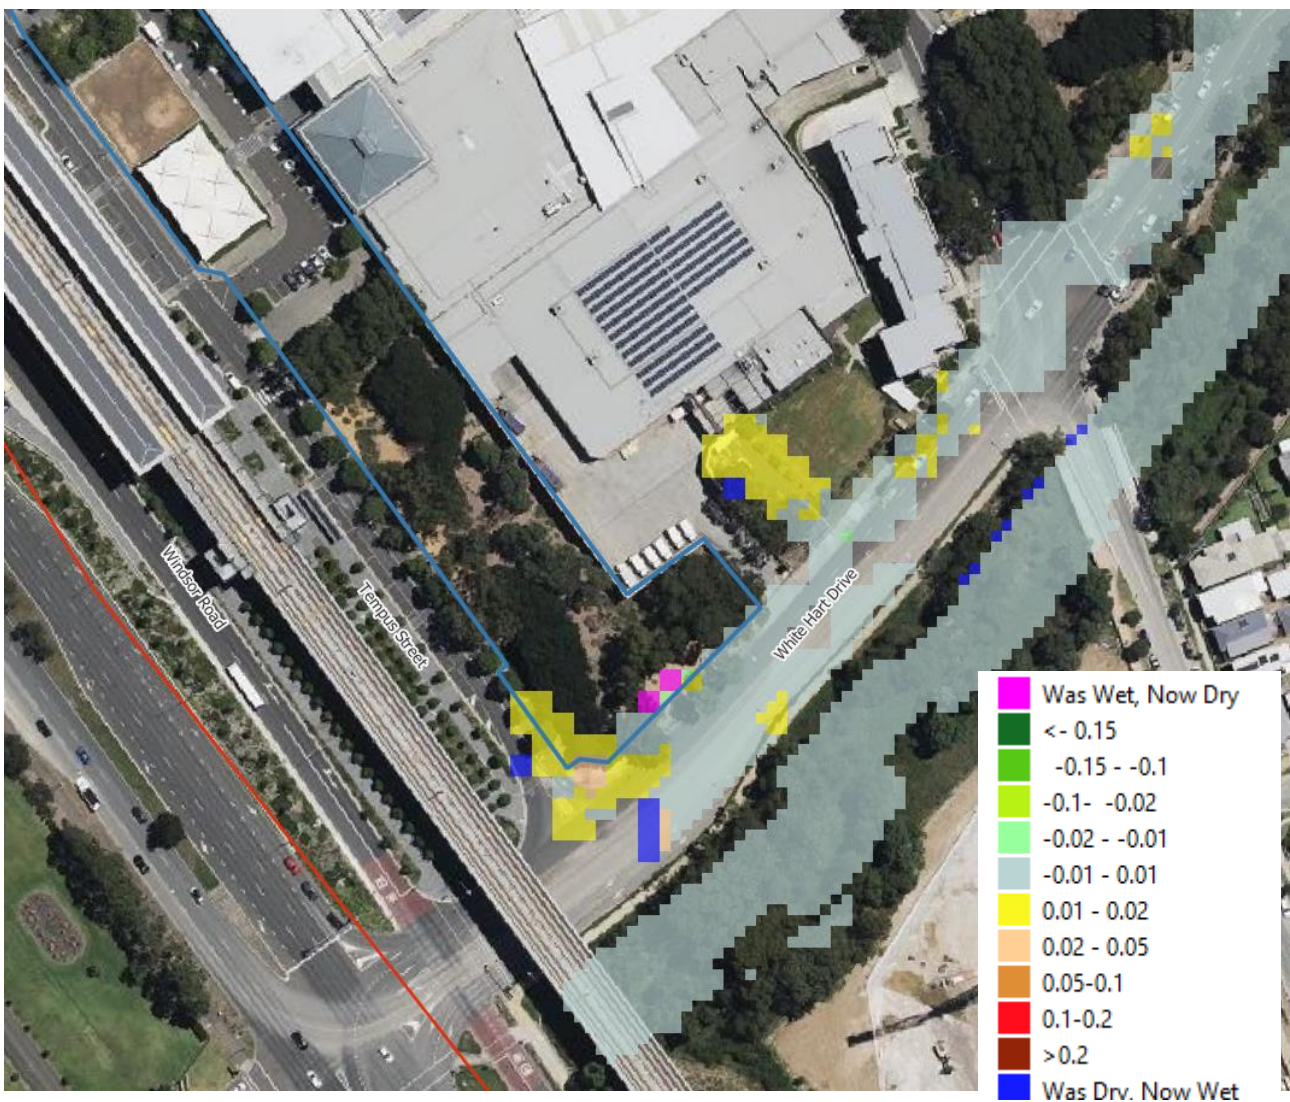 Windsor Road
Tempus Street
White Hart Drive
Was Wet, Now Dry
<- 0.15
-0.15 - -0.1
-0.1- -0.02
-0.02 - -0.01
-0.01 - 0.01
0.01 - 0.02
0.02 - 0.05
0.05-0.1
0.1-0.2
>0.2
Was Dry, Now Wet